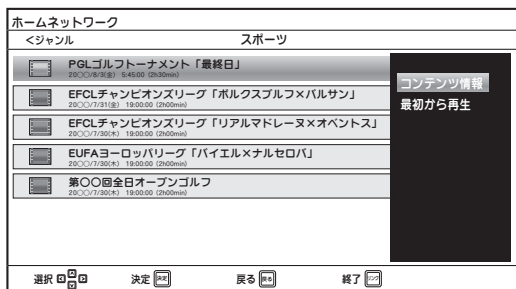 ホームネットワーク
<ジャンル スポーツ
PGLゴルフトーナメント「最終日」
20○○/8/3(金) 5:45:00 (2h30min)
EFCLチャンピオンズリーグ「ボルクスブルフ×バルサン」
20○○/7/31(金) 19:00:00 (2h00min)
EFCLチャンピオンズリーグ「リアルマドレーヌ×オベントス」
20○○/7/30(木) 19:00:00 (2h00min)
EUFAヨーロッパリーグ「バイエル×ナルセロバ」
20○○/7/30(木) 19:00:00 (2h00min)
第○○回全日オープンゴルフ
20○○/7/30(木) 19:00:00 (2h00min)
コンテンツ情報
最初から再生
選択 決定 決定 戻る 戻る 終了 リンク